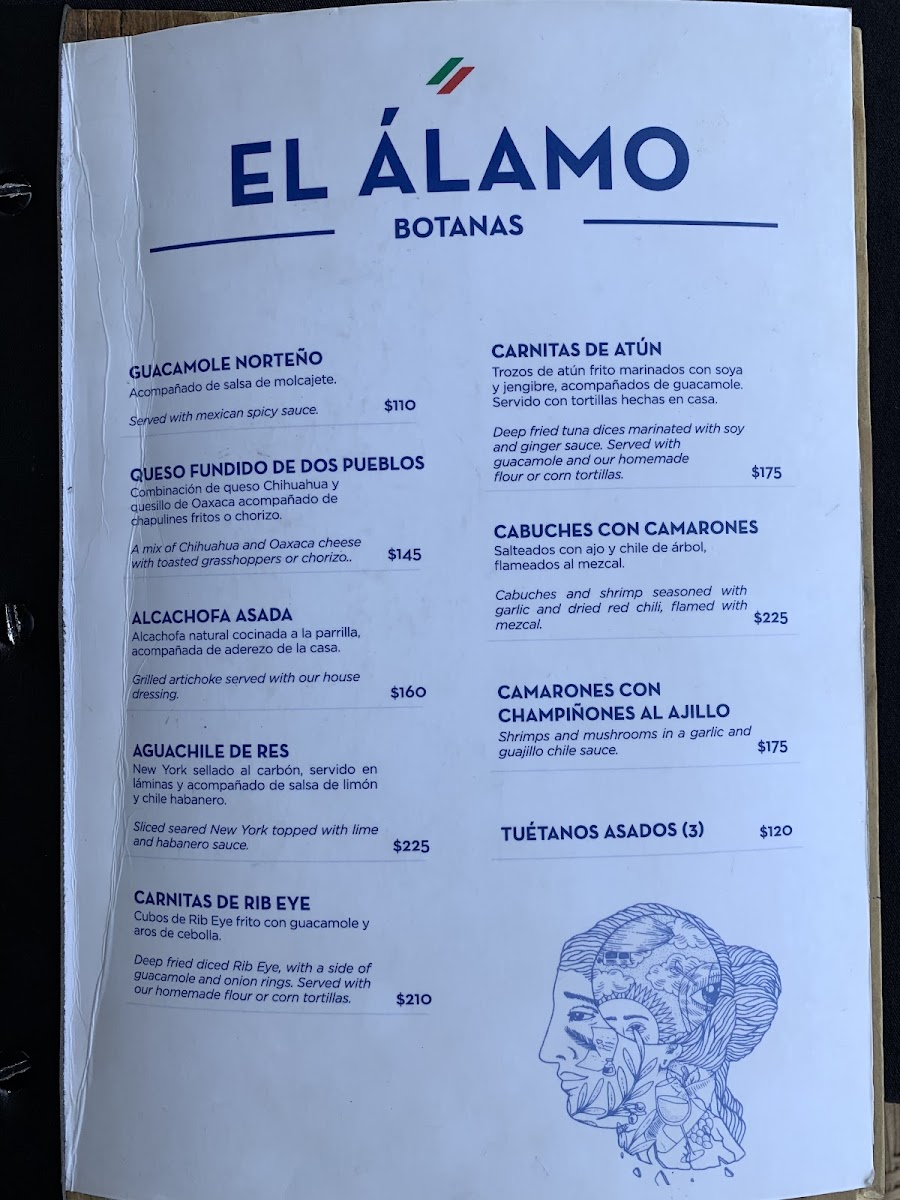 EL ÁLAMO
BOTANAS
GUACAMOLE NORTEÑO
Acompañado de salsa de molcajete.
Served with mexican spicy sauce.
$110
QUESO FUNDIDO DE DOS PUEBLOS
Combinación de queso Chihuahua y
quesillo de Oaxaca acompañado de
chapulines fritos o chorizo.
A mix of Chihuahua and Oaxaca cheese
with toasted grasshoppers or chorizo..
$145
ALCACHOFA ASADA
Alcachofa natural cocinada a la parrilla,
acompañada de aderezo de la casa.
Grilled artichoke served with our house
dressing.
$160
AGUACHILE DE RES
New York sellado al carbón, servido en
láminas y acompañado de salsa de limón
y chile habanero.
Sliced seared New York topped with lime
and habanero sauce.
$225
CARNITAS DE RIB EYE
Cubos de Rib Eye frito con guacamole y
aros de cebolla.
Deep fried diced Rib Eye, with a side of
guacamole and onion rings. Served with
our homemade flour or corn tortillas.
$210
CARNITAS DE ATÚN
Trozos de atún frito marinados con soya
y jengibre, acompañados de guacamole.
Servido con tortillas hechas en casa.
Deep fried tuna dices marinated with soy
and ginger sauce. Served with
guacamole and our homemade
flour or corn tortillas.
$175
CABUCHES CON CAMARONES
Salteados con ajo y chile de árbol,
flameados al mezcal.
Cabuches and shrimp seasoned with
garlic and dried red chili, flamed with
mezcal.
$225
CAMARONES CON
CHAMPIÑONES AL AJILLO
Shrimps and mushrooms in a garlic and
guajillo chile sauce.
$175
TUÉTANOS ASADOS (3)
$120